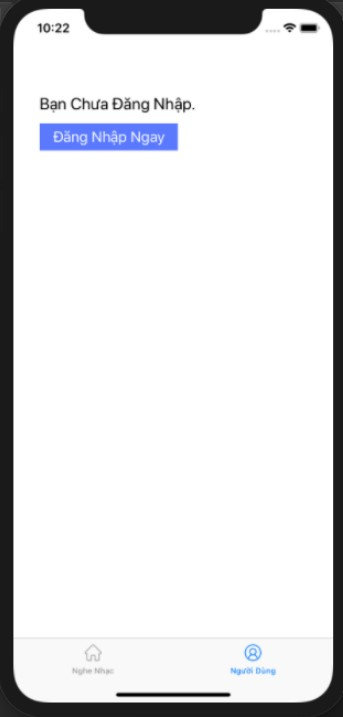 10:22
Bạn Chưa Đăng Nhập.
Đăng Nhập Ngay
Nghe Nhạc
Người Dùng